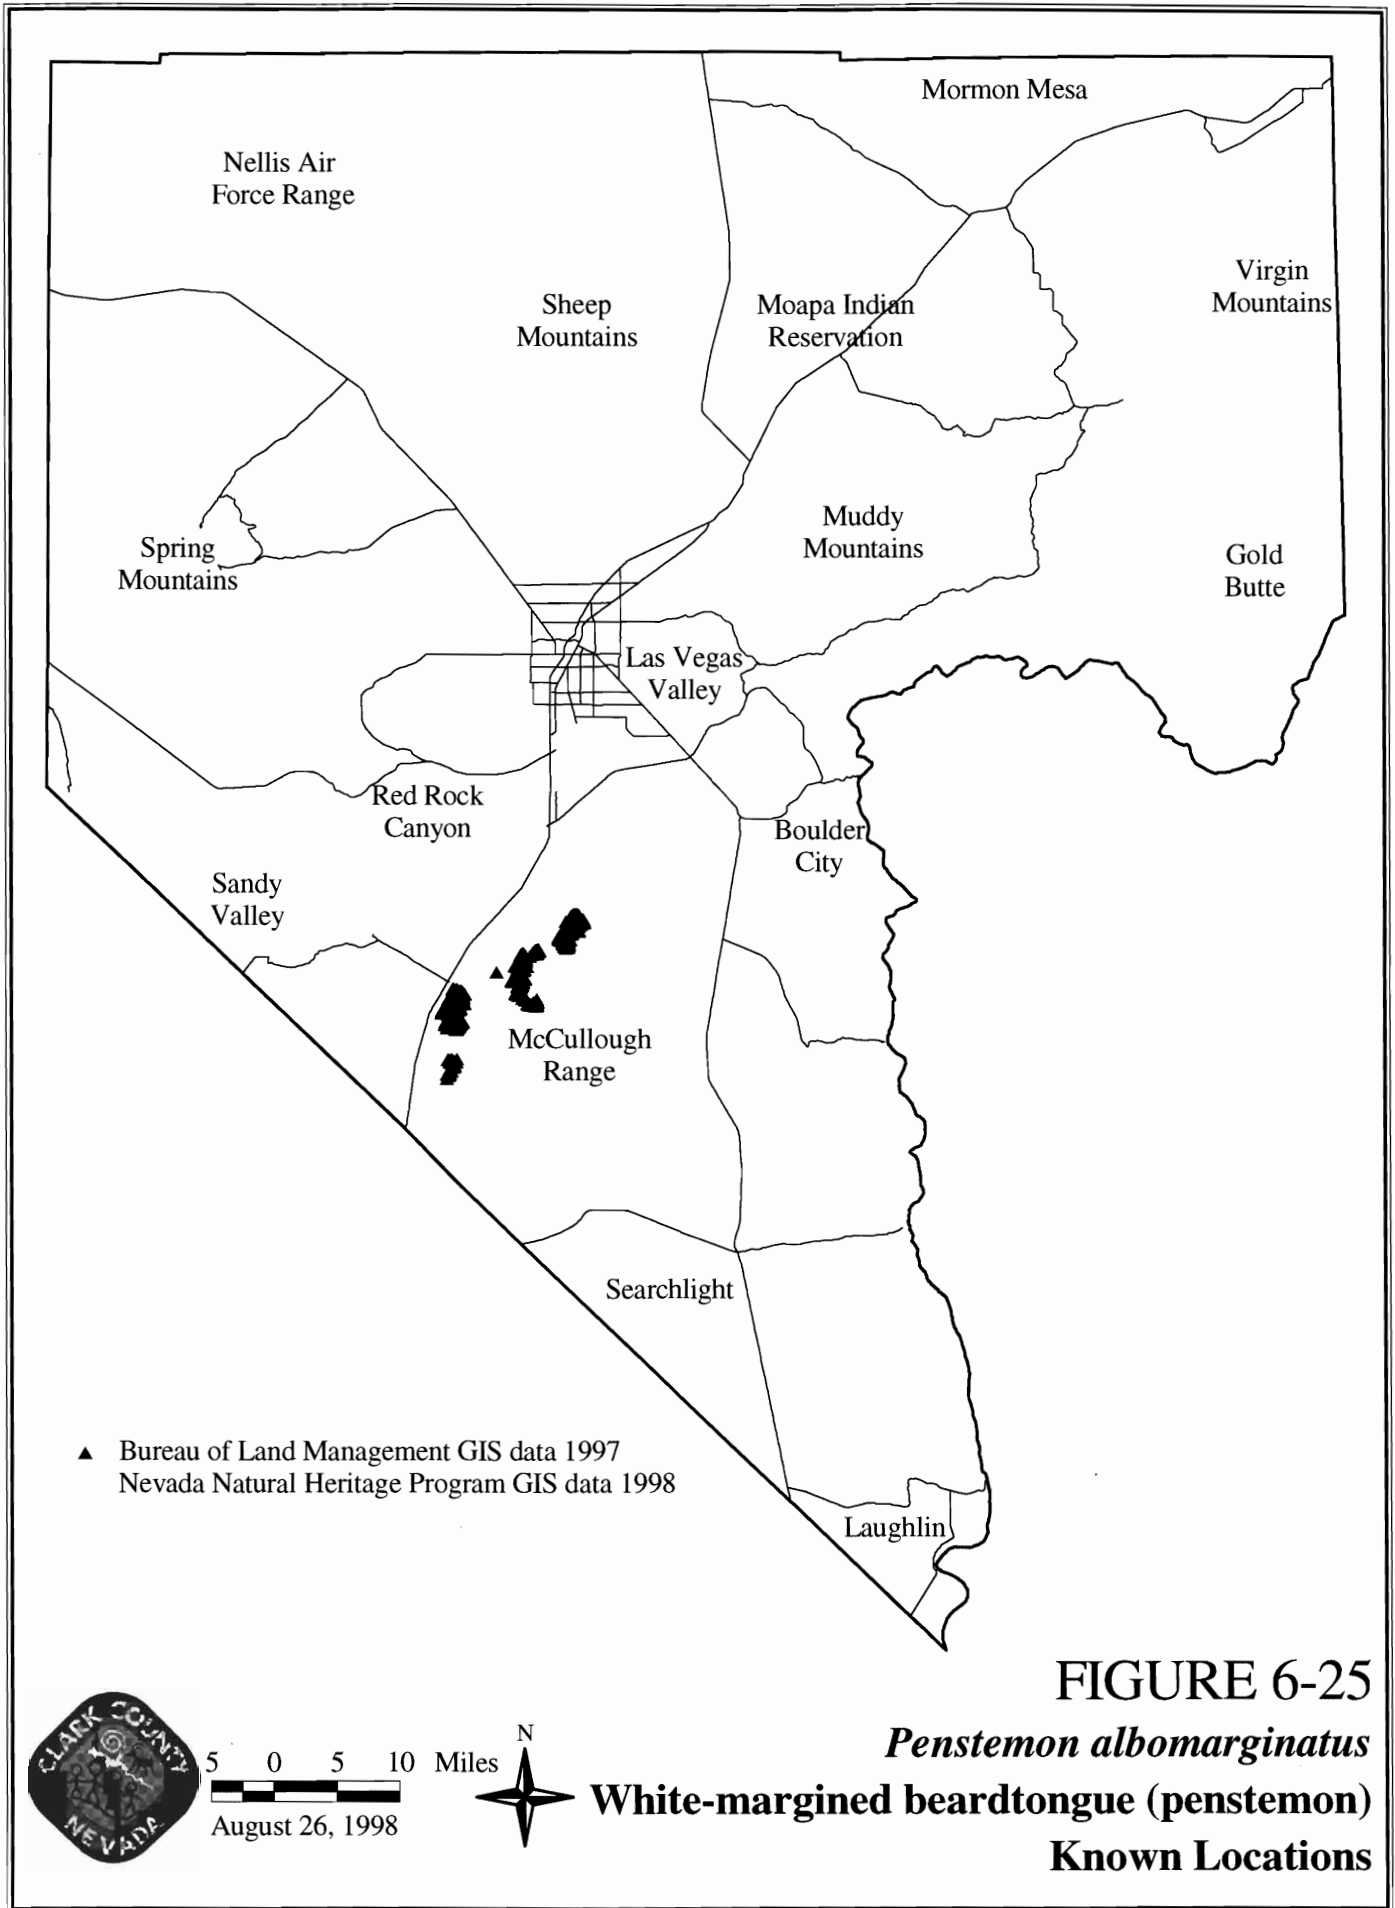 Mormon Mesa
Nellis Air
Force Range
Virgin
Mountains
Sheep
Mountains
Moapa Indian
Reservation
Muddy
Mountains
Spring
Mountains
Gold
Butte
Las Vegas
Valley
Red Rock
Canyon
Boulder
City
Sandy
Valley
McCullough
Range
Searchlight
▲ Bureau of Land Management GIS data 1997
Nevada Natural Heritage Program GIS data 1998
Laughlin
FIGURE 6-25
Penstemon albomarginatus
White-margined beardtongue (penstemon)
Known Locations
CLARK COUNTY
NEVADA
5 0 5 10 Miles
August 26, 1998
N